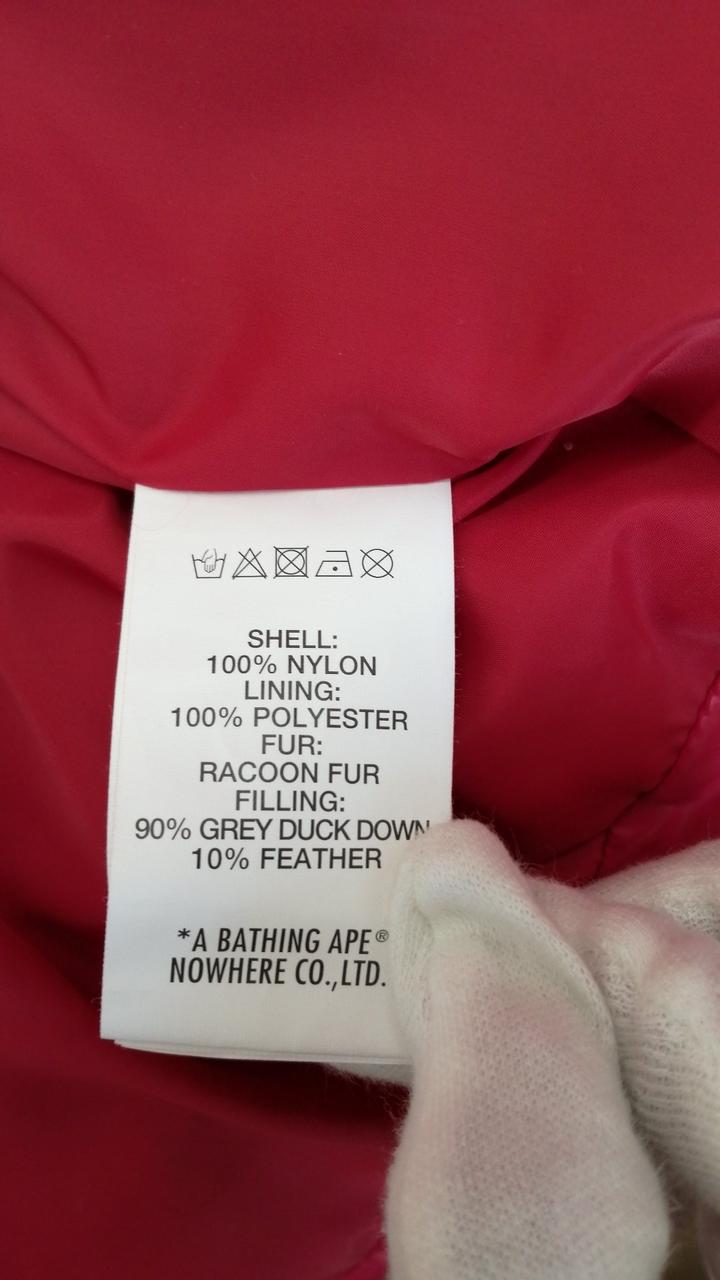 SHELL:
100% NYLON
LINING:
100% POLYESTER
FUR:
RACOON FUR
FILLING:
90% GREY DUCK DOWN
10% FEATHER
*A BATHING APE®
NOWHERE CO.,LTD.